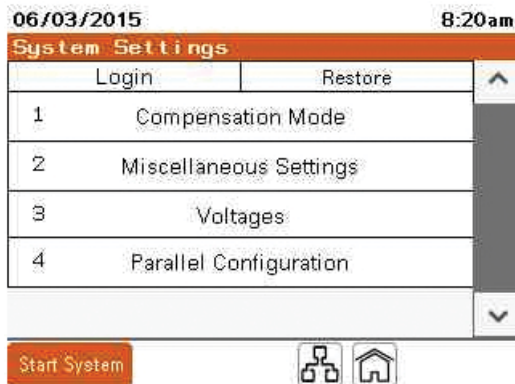 06/03/2015 8:20am
System Settings
Login Restore
1 Compensation Mode
2 Miscellaneous Settings
3 Voltages
4 Parallel Configuration
Start System